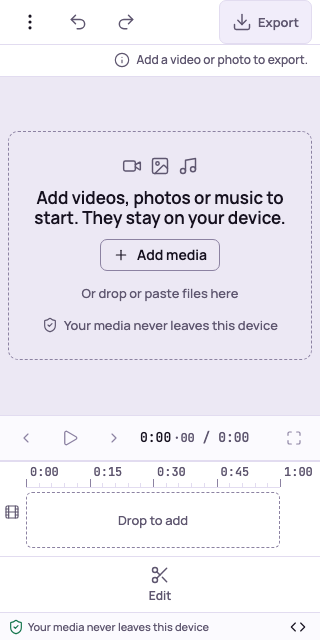 Export
Add a video or photo to export.
Add videos, photos or music to
start. They stay on your device.
Add media
Or drop or paste files here
Your media never leaves this device
0:00·00 / 0:00
0:00 0:15 0:30 0:45 1:00
Drop to add
Edit
Your media never leaves this device